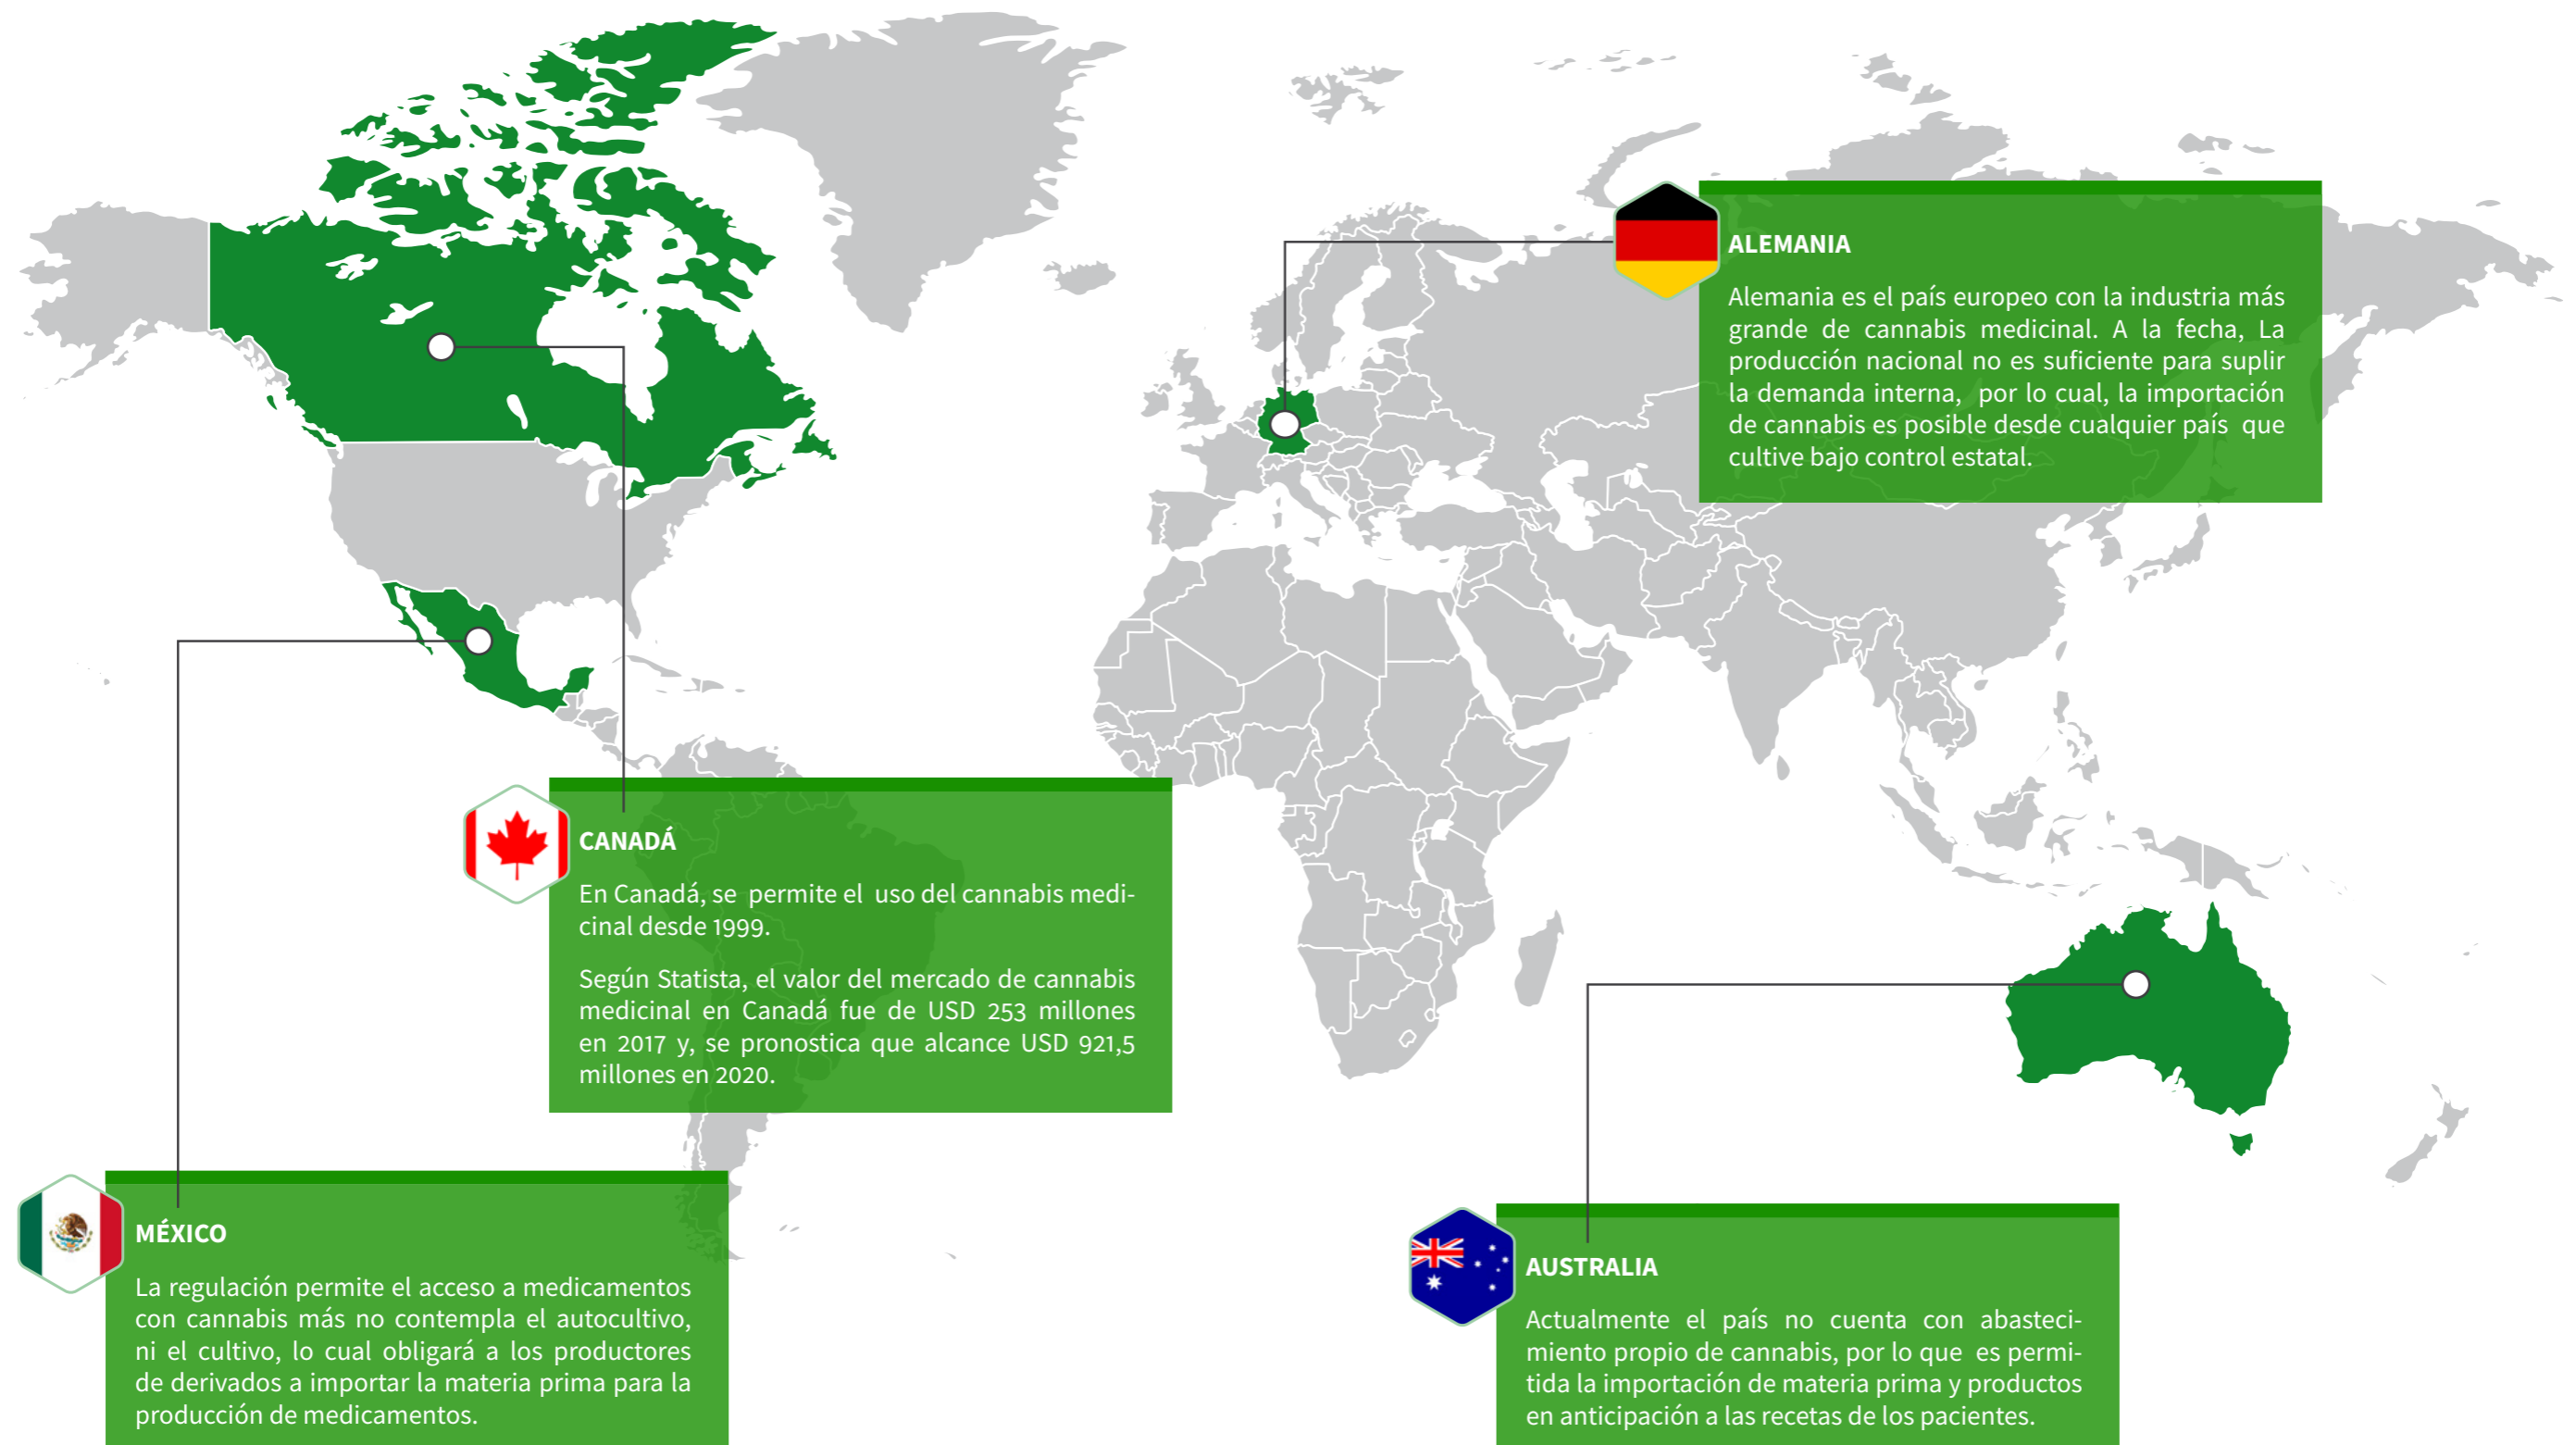 ALEMANIA
Alemania es el país europeo con la industria más
grande de cannabis medicinal. A la fecha, La
producción nacional no es suficiente para suplir
la demanda interna, por lo cual, la importación
de cannabis es posible desde cualquier país que
cultive bajo control estatal.
CANADÁ
En Canadá, se permite el uso del cannabis medi-
cinal desde 1999.
Según Statista, el valor del mercado de cannabis
medicinal en Canadá fue de USD 253 millones
en 2017 y, se pronostica que alcance USD 921,5
millones en 2020.
MÉXICO
La regulación permite el acceso a medicamentos
con cannabis más no contempla el autocultivo,
ni el cultivo, lo cual obligará a los productores
de derivados a importar la materia prima para la
producción de medicamentos.
AUSTRALIA
Actualmente el país no cuenta con abasteci-
miento propio de cannabis, por lo que es permi-
tida la importación de materia prima y productos
en anticipación a las recetas de los pacientes.